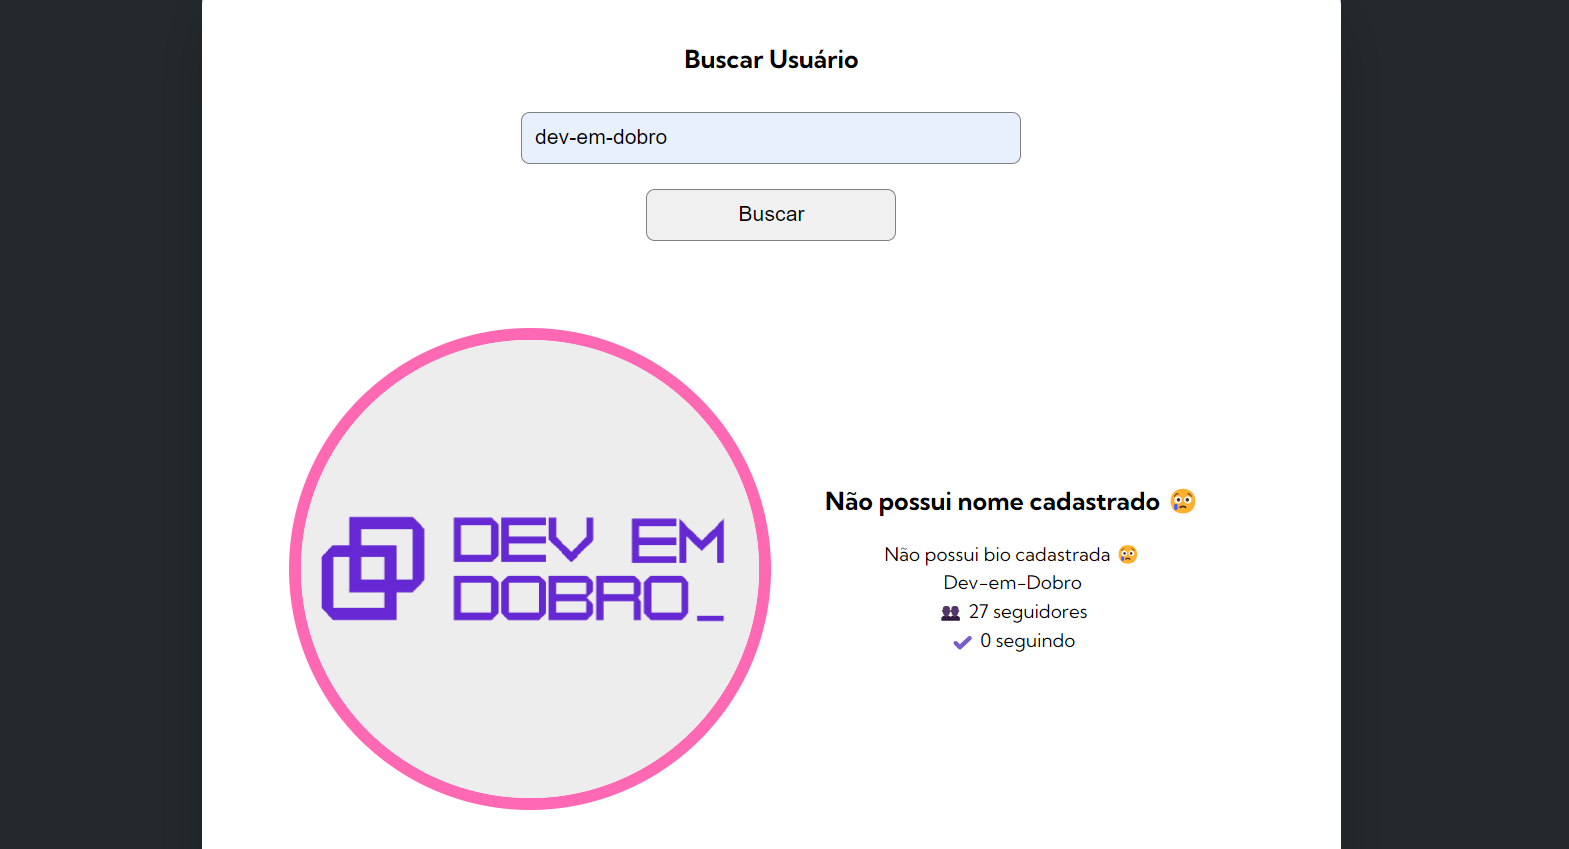 Buscar Usuário
dev-em-dobro
Buscar
DEV EM
DOBRO_
Não possui nome cadastrado 😢
Não possui bio cadastrada 😢
Dev-em-Dobro
👥 27 seguidores
✔ 0 seguindo